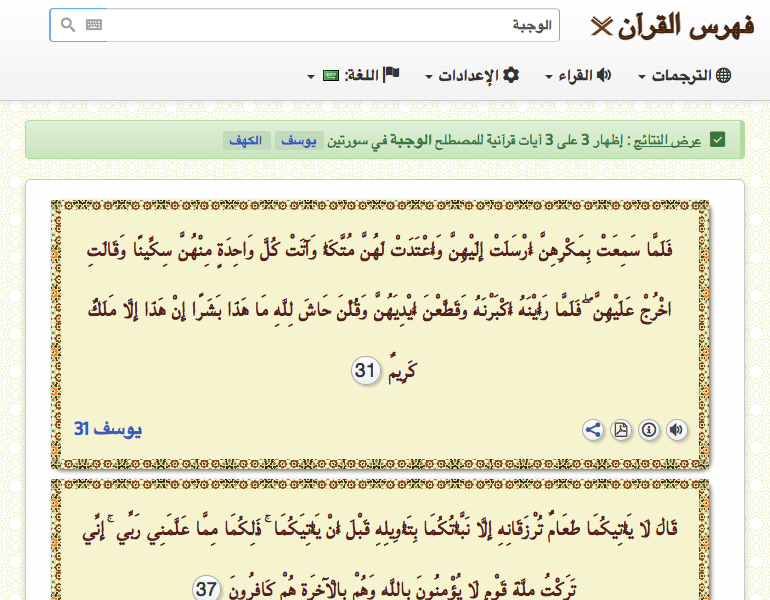 فهرس القرآن
الوجبة
الترجمات
القراء
الإعدادات
اللغة:
عرض النتائج : إظهار 3 على 3 آيات قرآنية للمصطلح الوجبة في سورتين يوسف الكهف
فَلَمَّا سَمِعَتْ بِمَكْرِهِنَّ أَرْسَلَتْ إِلَيْهِنَّ وَأَعْتَدَتْ لَهُنَّ مُتَّكَأً وَآتَتْ كُلَّ وَاحِدَةٍ مِنْهُنَّ سِكِّينًا وَقَالَتِ
اخْرُجْ عَلَيْهِنَّ ۖ فَلَمَّا رَأَيْنَهُ أَكْبَرْنَهُ وَقَطَّعْنَ أَيْدِيَهُنَّ وَقُلْنَ حَاشَ لِلَّهِ مَا هَذَا بَشَرًا إِنْ هَذَا إِلَّا مَلَكٌ
كَرِيمٌ 31
يوسف 31
قَالَ لَا يَأْتِيكُمَا طَعَامٌ تُرْزَقَانِهِ إِلَّا نَبَّأْتُكُمَا بِتَأْوِيلِهِ قَبْلَ أَنْ يَأْتِيَكُمَا ۚ ذَلِكُمَا مِمَّا عَلَّمَنِي رَبِّي ۚ إِنِّي
تَرَكْتُ مِلَّةَ قَوْمٍ لَا يُؤْمِنُونَ بِاللَّهِ وَهُمْ بِالْآخِرَةِ هُمْ كَافِرُونَ 37